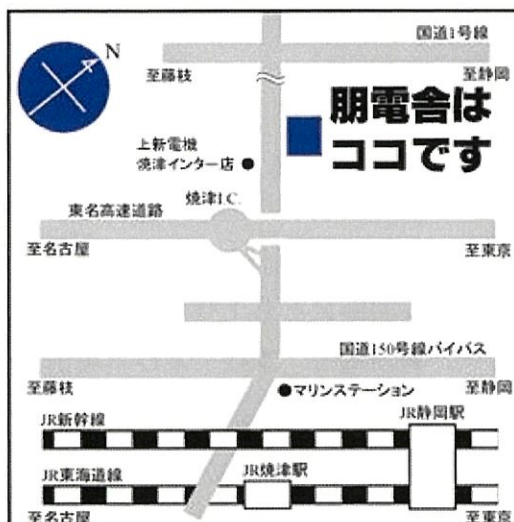 N
国道1号線
至藤枝
至静岡
朋電舎は
ココです
上新電機
焼津インター店
焼津I.C.
東名高速道路
至名古屋
至東京
国道150号線バイパス
至藤枝
至静岡
マリンステーション
JR新幹線
JR静岡駅
JR東海道線
JR焼津駅
至名古屋
至東京